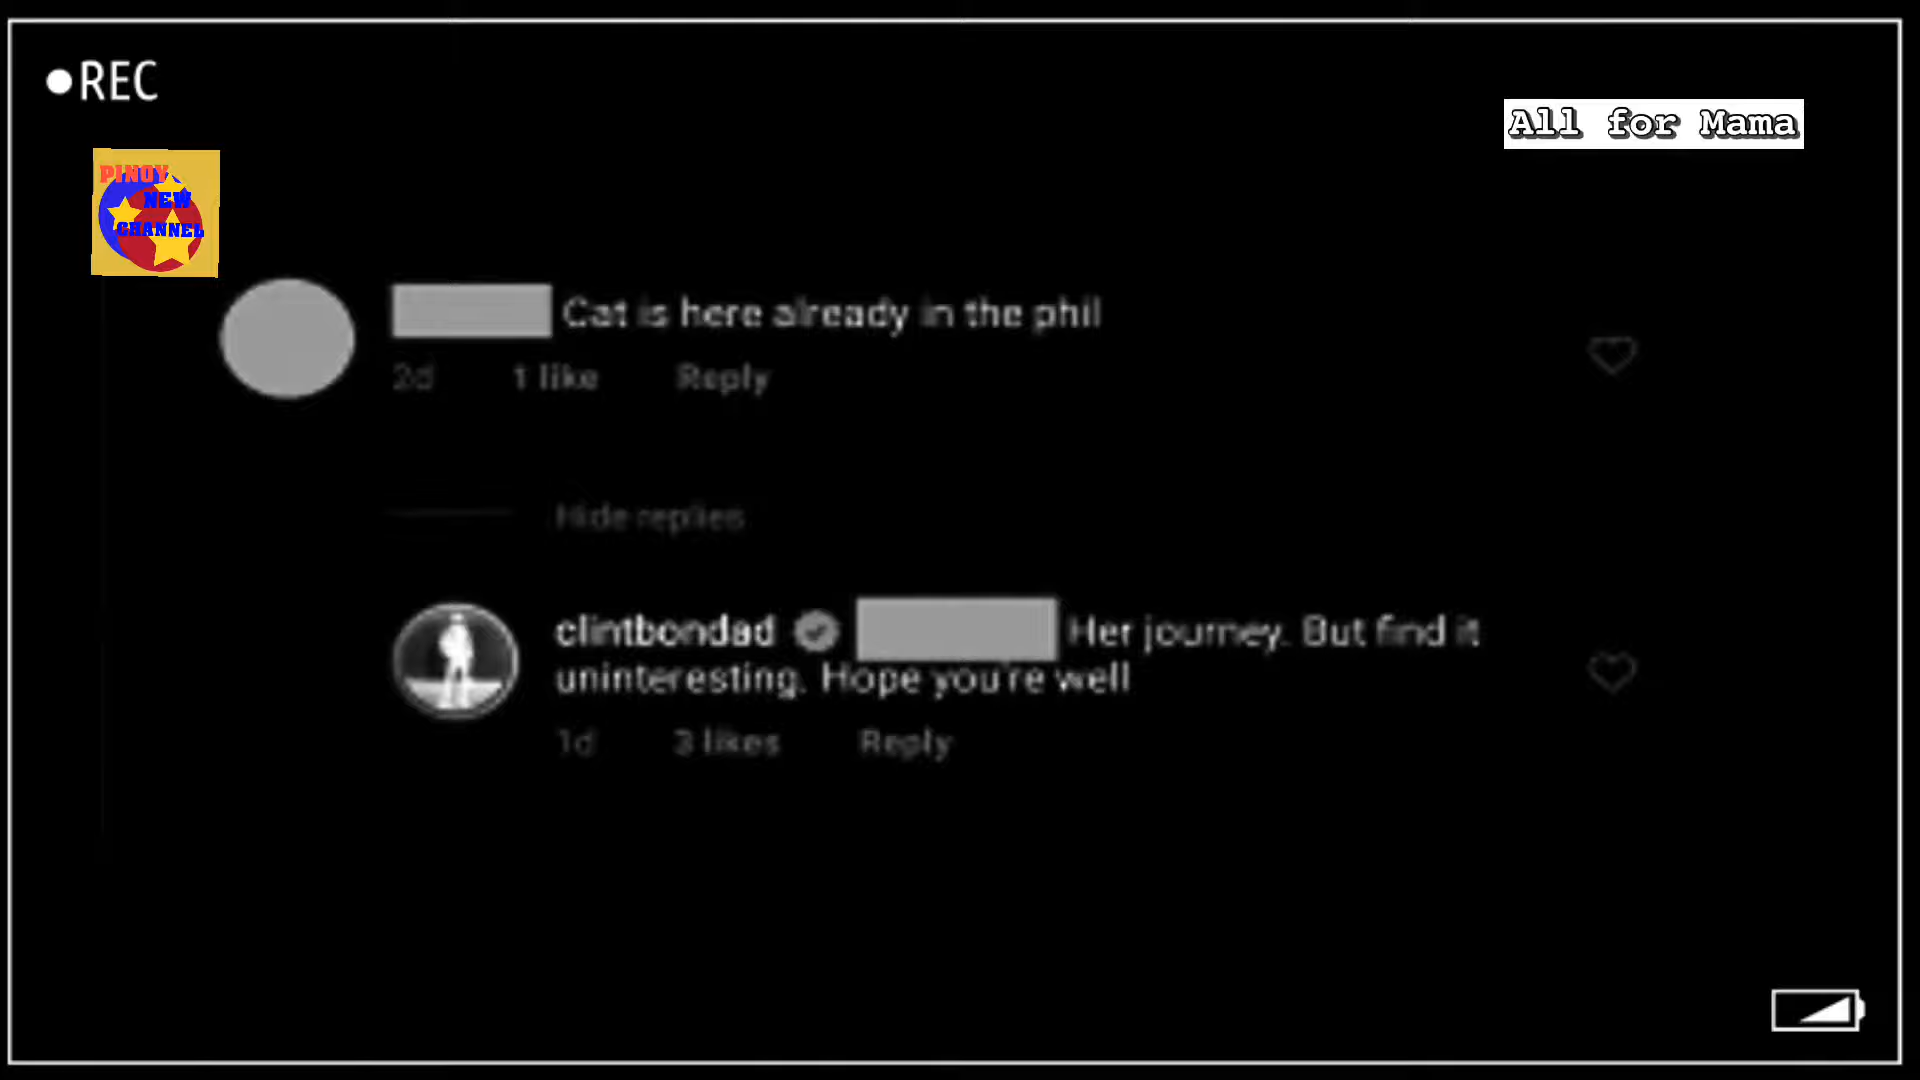 REC
All for Mama
PINOY
NEW
CHANNEL
Cat is here already in the phil
2d 1 like Reply
Hide replies
clintbondad Her journey. But find it
uninteresting. Hope you're well
1d 3 likes Reply